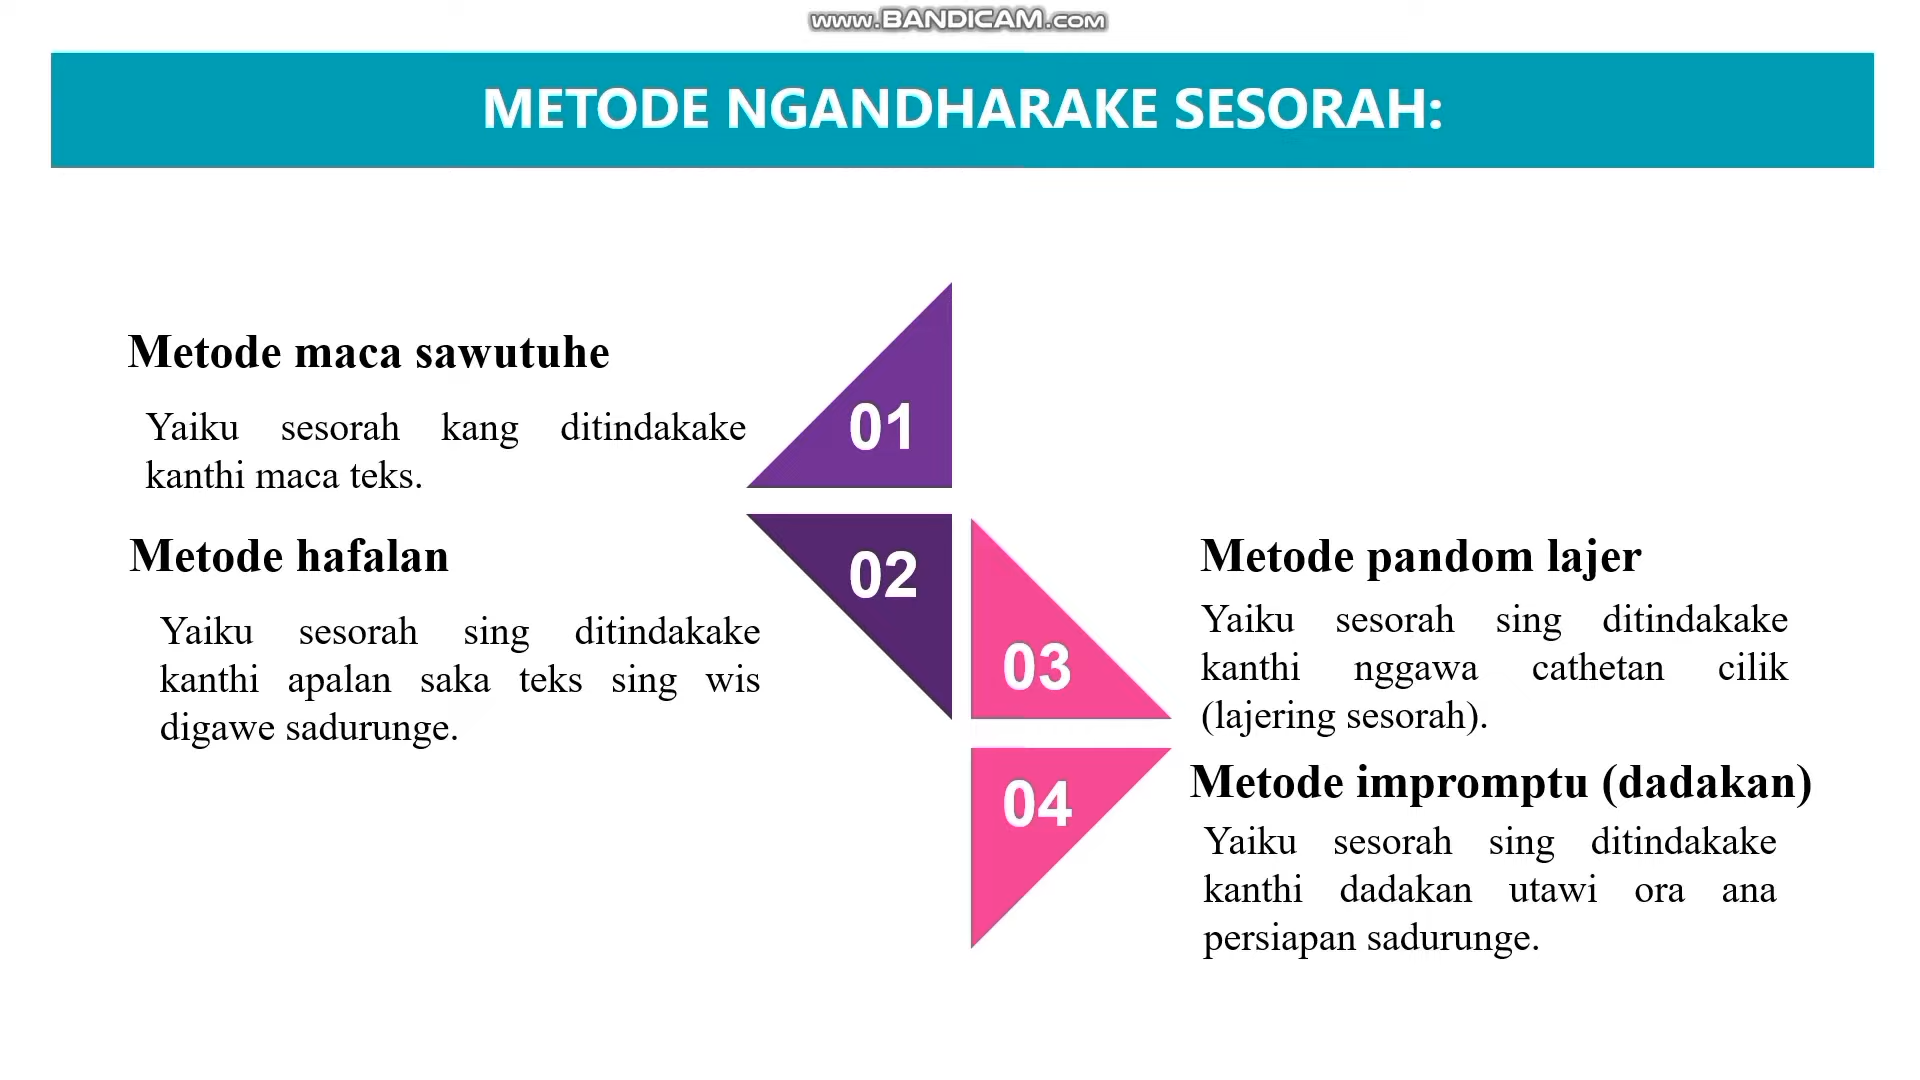 www.BANDICAM.com
METODE NGANDHARAKE SESORAH:
Metode maca sawutuhe
01
Yaiku sesorah kang ditindakake
kanthi maca teks.
Metode hafalan
02
Yaiku sesorah sing ditindakake
kanthi apalan saka teks sing wis
digawe sadurunge.
Metode pandom lajer
03
Yaiku sesorah sing ditindakake
kanthi nggawa cathetan cilik
(lajering sesorah).
Metode impromptu (dadakan)
04
Yaiku sesorah sing ditindakake
kanthi dadakan utawi ora ana
persiapan sadurunge.